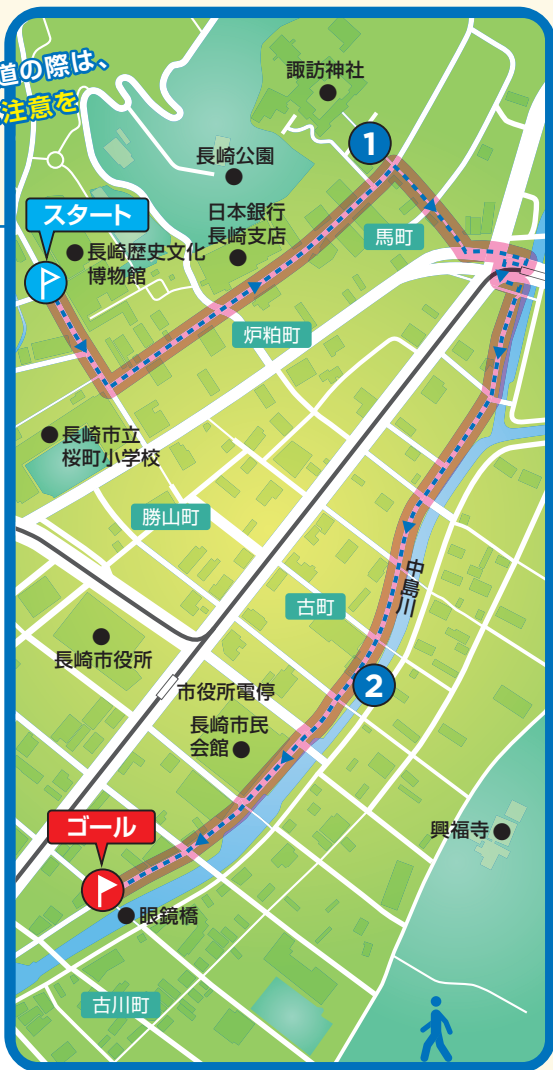 道の際は、
注意を
諏訪神社
1
長崎公園
スタート
日本銀行
長崎支店
馬町
長崎歴史文化
博物館
炉粕町
長崎市立
桜町小学校
勝山町
中島川
古町
長崎市役所
2
市役所電停
長崎市民
会館
ゴール
興福寺
眼鏡橋
古川町